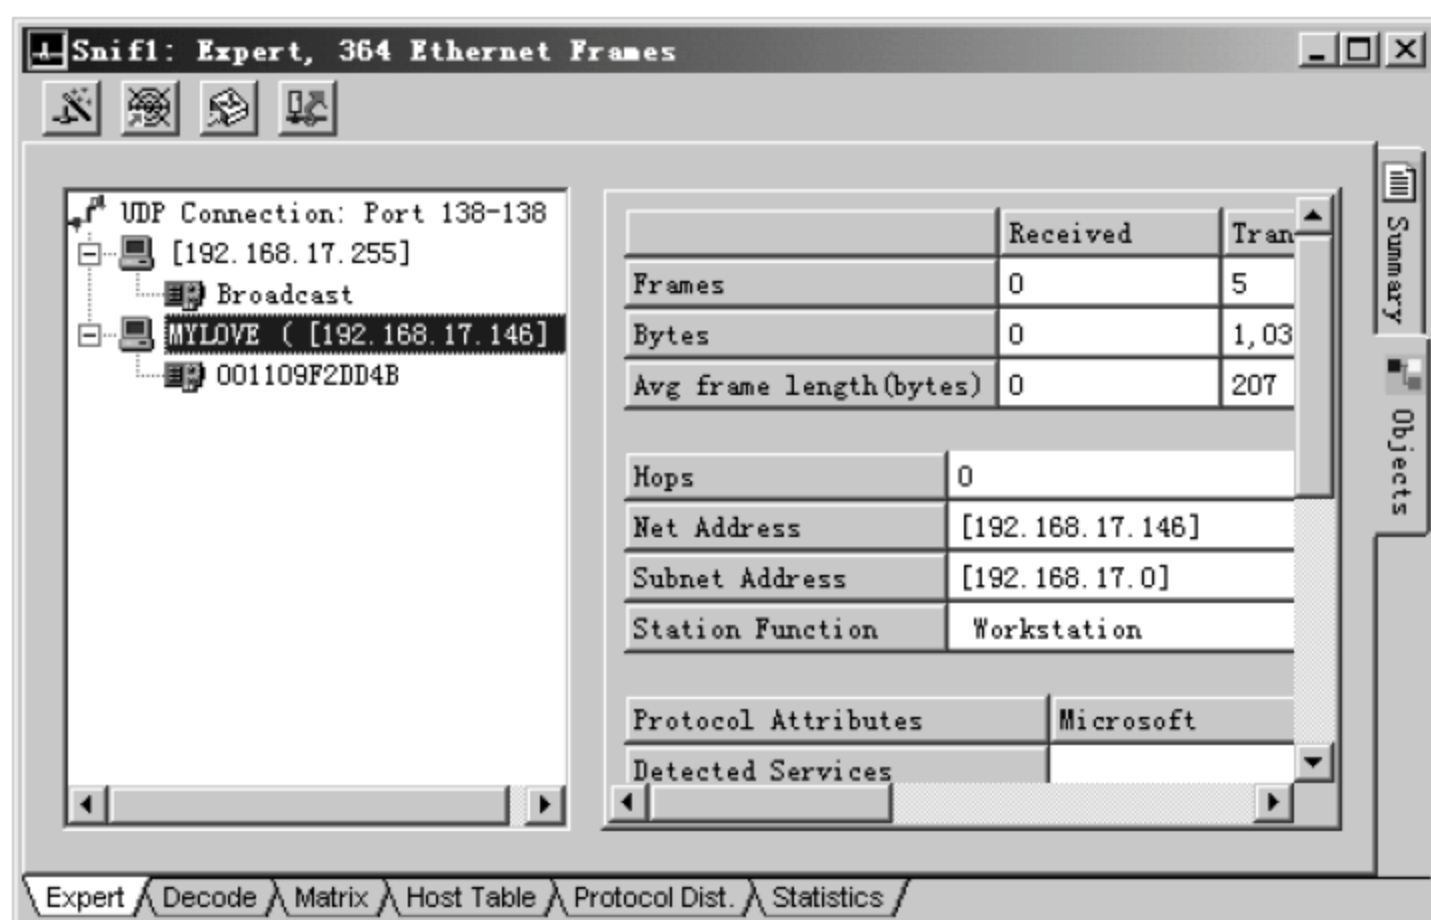 Snif1: Expert, 364 Ethernet Frames
UDP Connection: Port 138-138
[192.168.17.255]
Broadcast
MYLOVE ( [192.168.17.146]
001109F2DD4B
Received Tran
Frames 0 5
Bytes 0 1,03
Avg frame length(bytes) 0 207
Hops 0
Net Address [192.168.17.146]
Subnet Address [192.168.17.0]
Station Function Workstation
Protocol Attributes Microsoft
Detected Services
Summary
Objects
Expert Decode Matrix Host Table Protocol Dist. Statistics